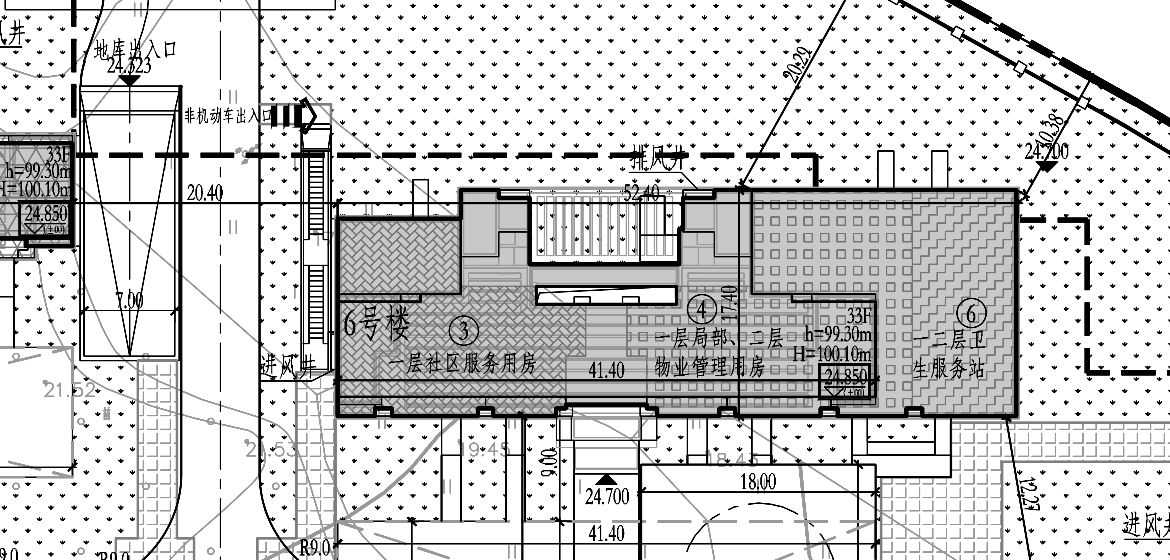 风井
地库出入口
24.323
非机动车出入口
33F
h=99.30m
H=100.10m
24.850
(±0.00)
20.40
7.00
排风井
52.40
20.29
10.38
24.700
6号楼
③
一层社区服务用房
④
一层局部、二层
物业管理用房
17.40
33F
h=99.30m
H=100.10m
24.850
(±0.00)
⑥
一二层卫
生服务站
41.40
进风井
21.52
21.53
19.45
18.45
9.00
24.700
41.40
18.00
12.27
进风井
R9.0
R9.0
R9.0